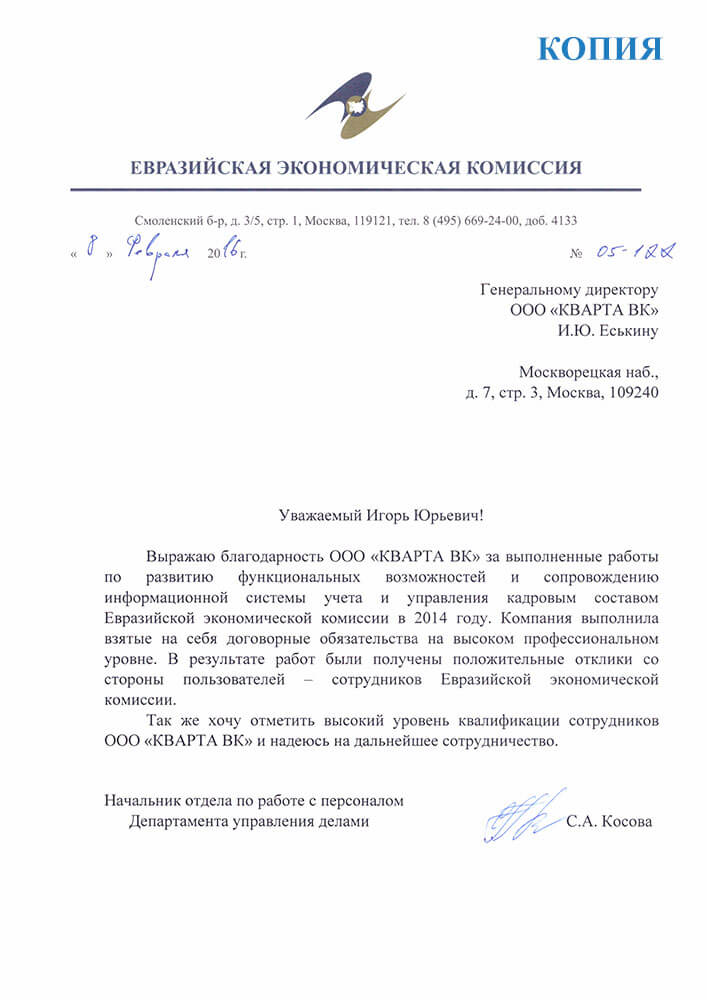 КОПИЯ
ЕВРАЗИЙСКАЯ ЭКОНОМИЧЕСКАЯ КОМИССИЯ
Смоленский б-р, д. 3/5, стр. 1, Москва, 119121, тел. 8 (495) 669-24-00, доб. 4133
« 8 » февраля 2016 г. № 05-122
Генеральному директору
ООО «КВАРТА ВК»
И.Ю. Еськину
Москворецкая наб.,
д. 7, стр. 3, Москва, 109240
Уважаемый Игорь Юрьевич!
Выражаю благодарность ООО «КВАРТА ВК» за выполненные работы
по развитию функциональных возможностей и сопровождению
информационной системы учета и управления кадровым составом
Евразийской экономической комиссии в 2014 году. Компания выполнила
взятые на себя договорные обязательства на высоком профессиональном
уровне. В результате работ были получены положительные отклики со
стороны пользователей – сотрудников Евразийской экономической
комиссии.
Так же хочу отметить высокий уровень квалификации сотрудников
ООО «КВАРТА ВК» и надеюсь на дальнейшее сотрудничество.
Начальник отдела по работе с персоналом
Департамента управления делами С.А. Косова